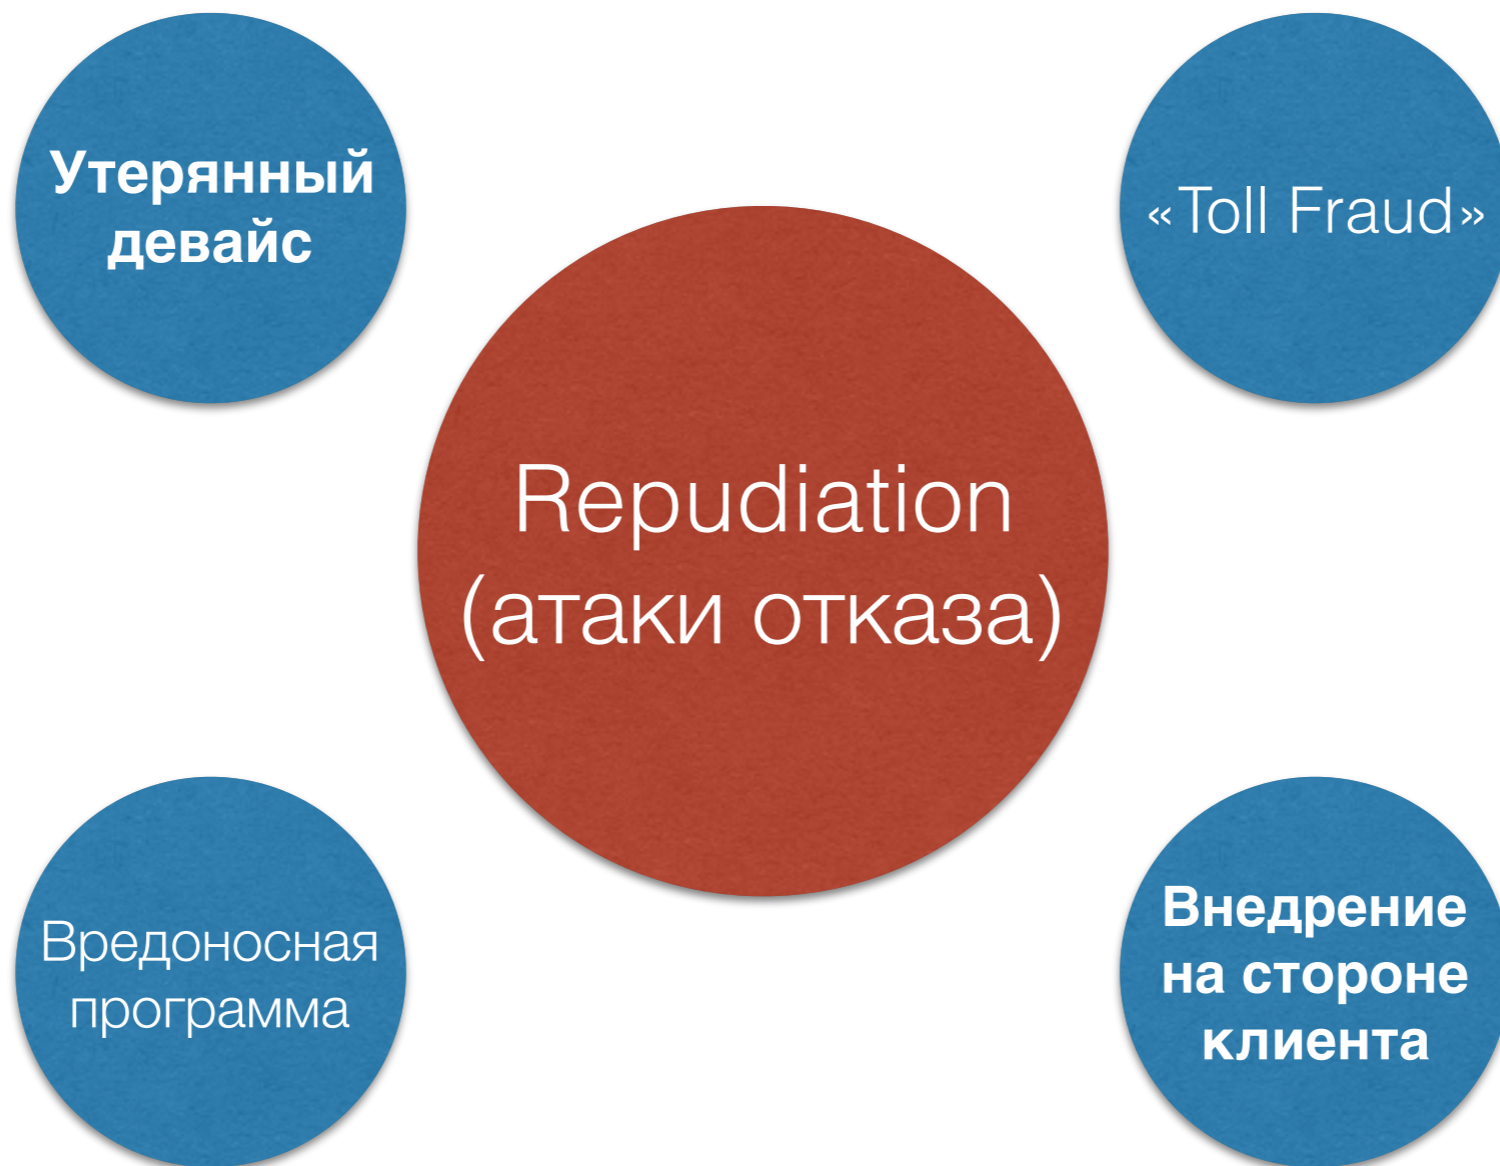 Утерянный
девайс
«Toll Fraud»
Repudiation
(атаки отказа)
Вредоносная
программа
Внедрение
на стороне
клиента